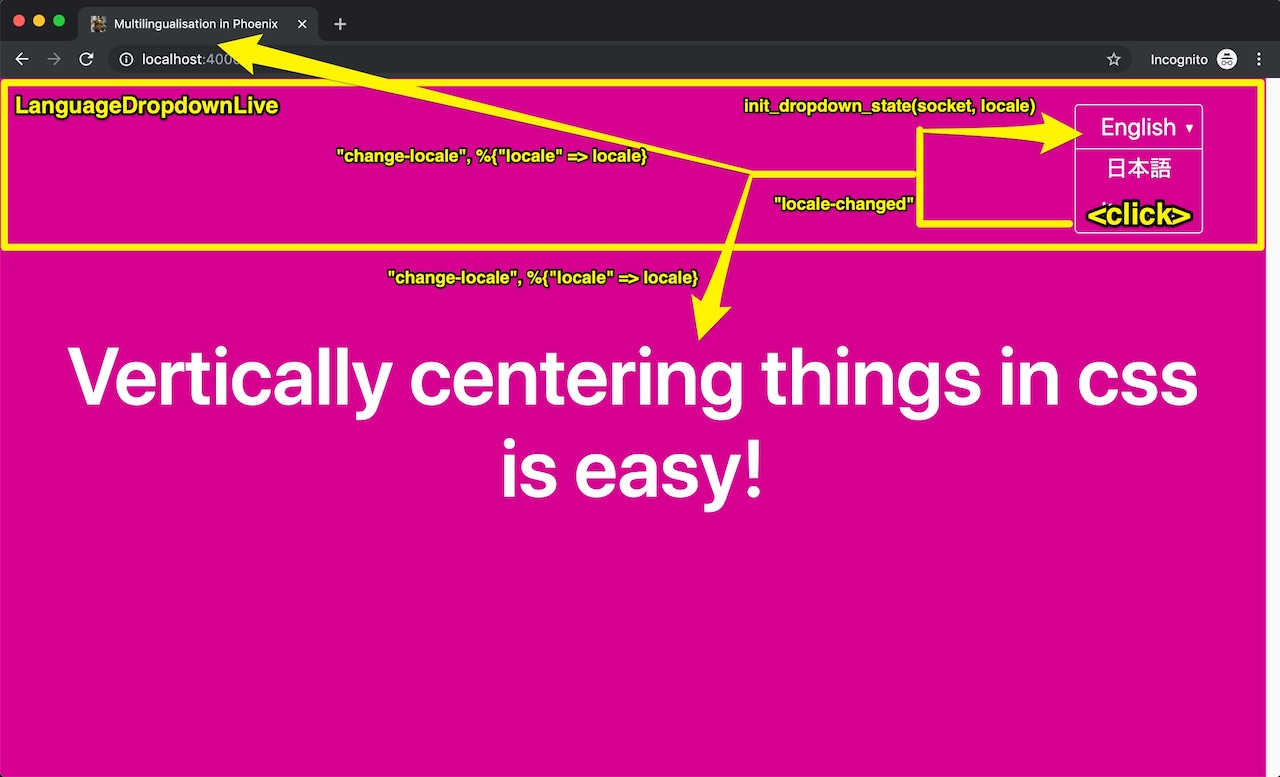 Multilingualisation in Phoenix
localhost:400
Incognito
LanguageDropdownLive
init_dropdown_state(socket, locale)
English
"change-locale", %{"locale" => locale}
日本語
"locale-changed"
<click>
"change-locale", %{"locale" => locale}
Vertically centering things in css
is easy!